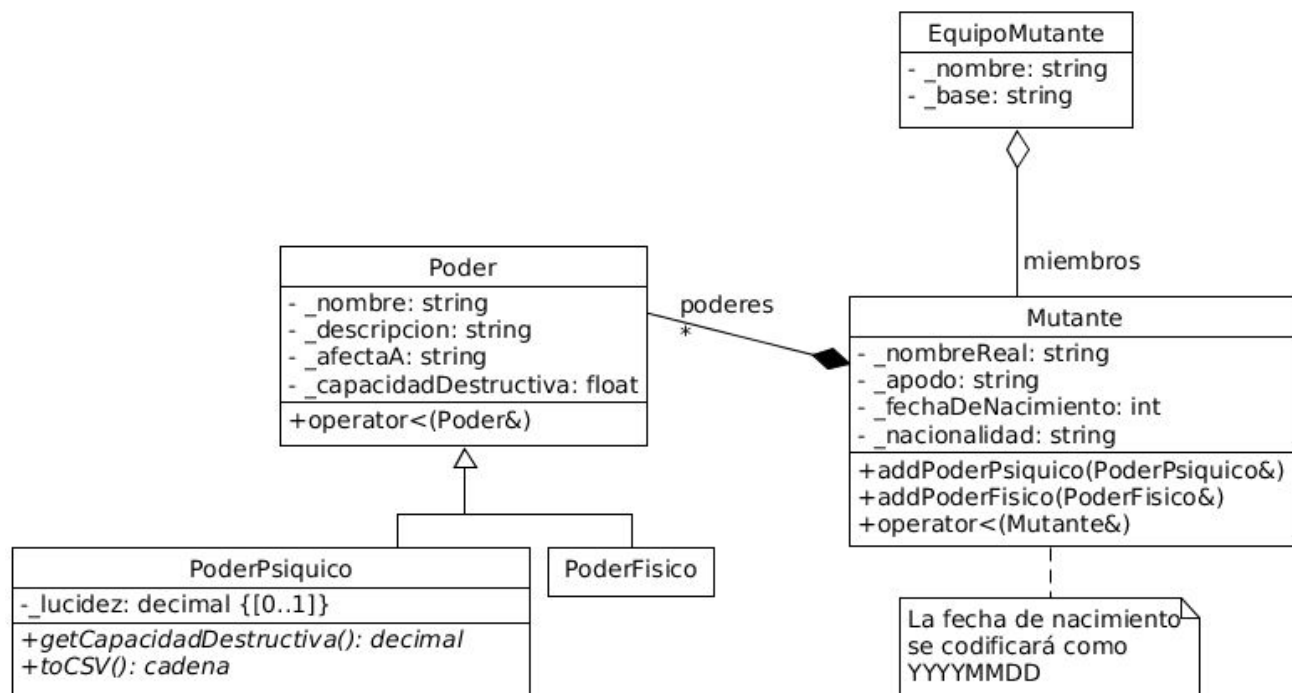 EquipoMutante
- _nombre: string
- _base: string
miembros
Poder
- _nombre: string
- _descripcion: string
- _afectaA: string
- _capacidadDestructiva: float
+operator<(Poder&)
poderes
*
Mutante
- _nombreReal: string
- _apodo: string
- _fechaDeNacimiento: int
- _nacionalidad: string
+addPoderPsiquico(PoderPsiquico&)
+addPoderFisico(PoderFisico&)
+operator<(Mutante&)
PoderPsiquico
-_lucidez: decimal {[0..1]}
+getCapacidadDestructiva(): decimal
+toCSV(): cadena
PoderFisico
La fecha de nacimiento
se codificará como
YYYYMMDD